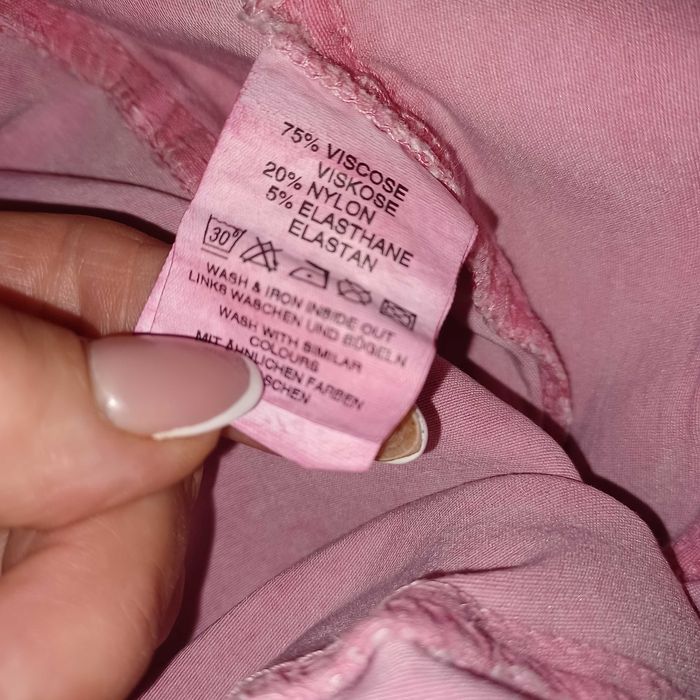 75% VISCOSE
VISKOSE
20% NYLON
5% ELASTHANE
ELASTAN
30°
WASH & IRON INSIDE OUT
LINKS WASCHEN UND BÜGELN
WASH WITH SIMILAR
COLOURS
MIT ÄHNLICHEN FARBEN